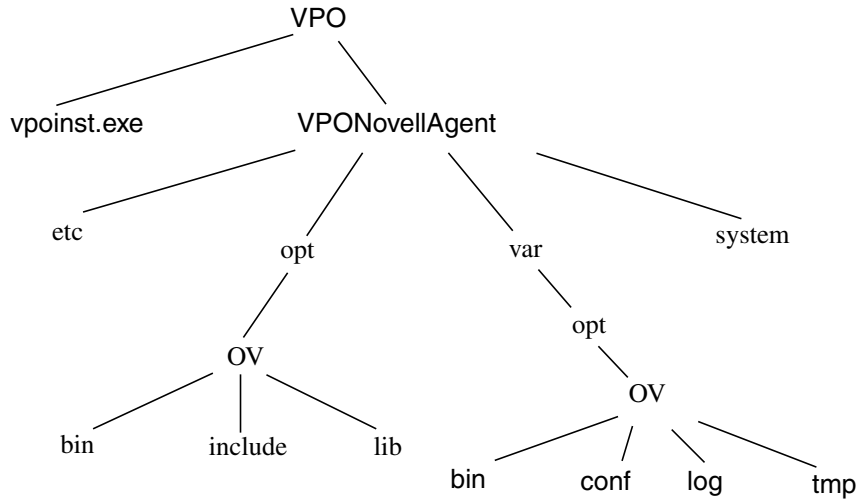 VPO
vpoinst.exe VPONovellAgent
etc opt var system
opt
OV OV
bin include lib
bin conf log tmp